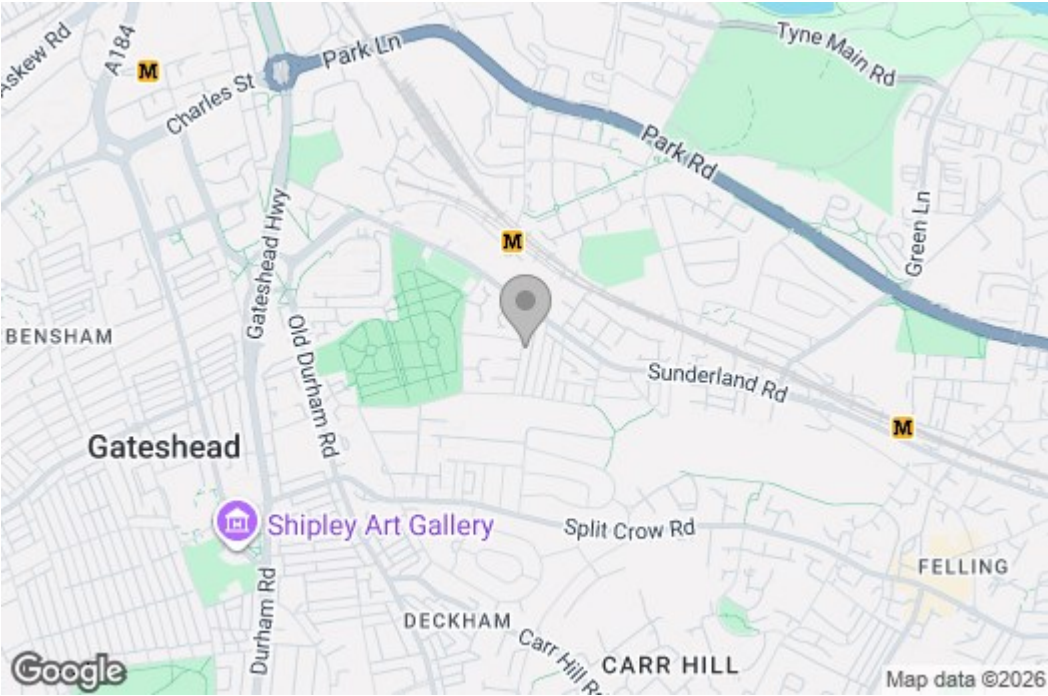 Askew Rd
A184
M
Charles St
Park Ln
Tyne Main Rd
Park Rd
Green Ln
Gateshead Hwy
M
BENSHAM
Old Durham Rd
Sunderland Rd
M
Gateshead
Shipley Art Gallery
Split Crow Rd
FELLING
Durham Rd
DECKHAM
Carr Hill Rd
CARR HILL
Google
Map data ©2026